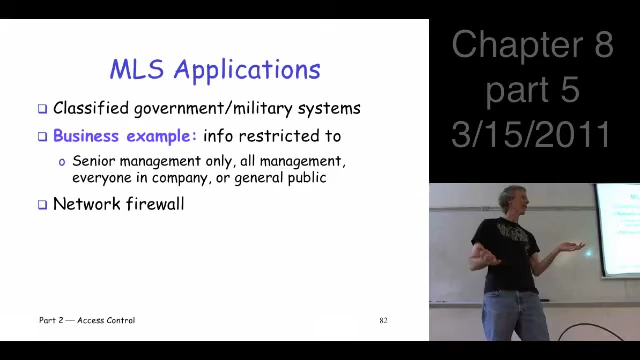 MLS Applications
Classified government/military systems
Business example: info restricted to
Senior management only, all management,
everyone in company, or general public
Network firewall
Part 2 — Access Control
82
Chapter 8
part 5
3/15/2011